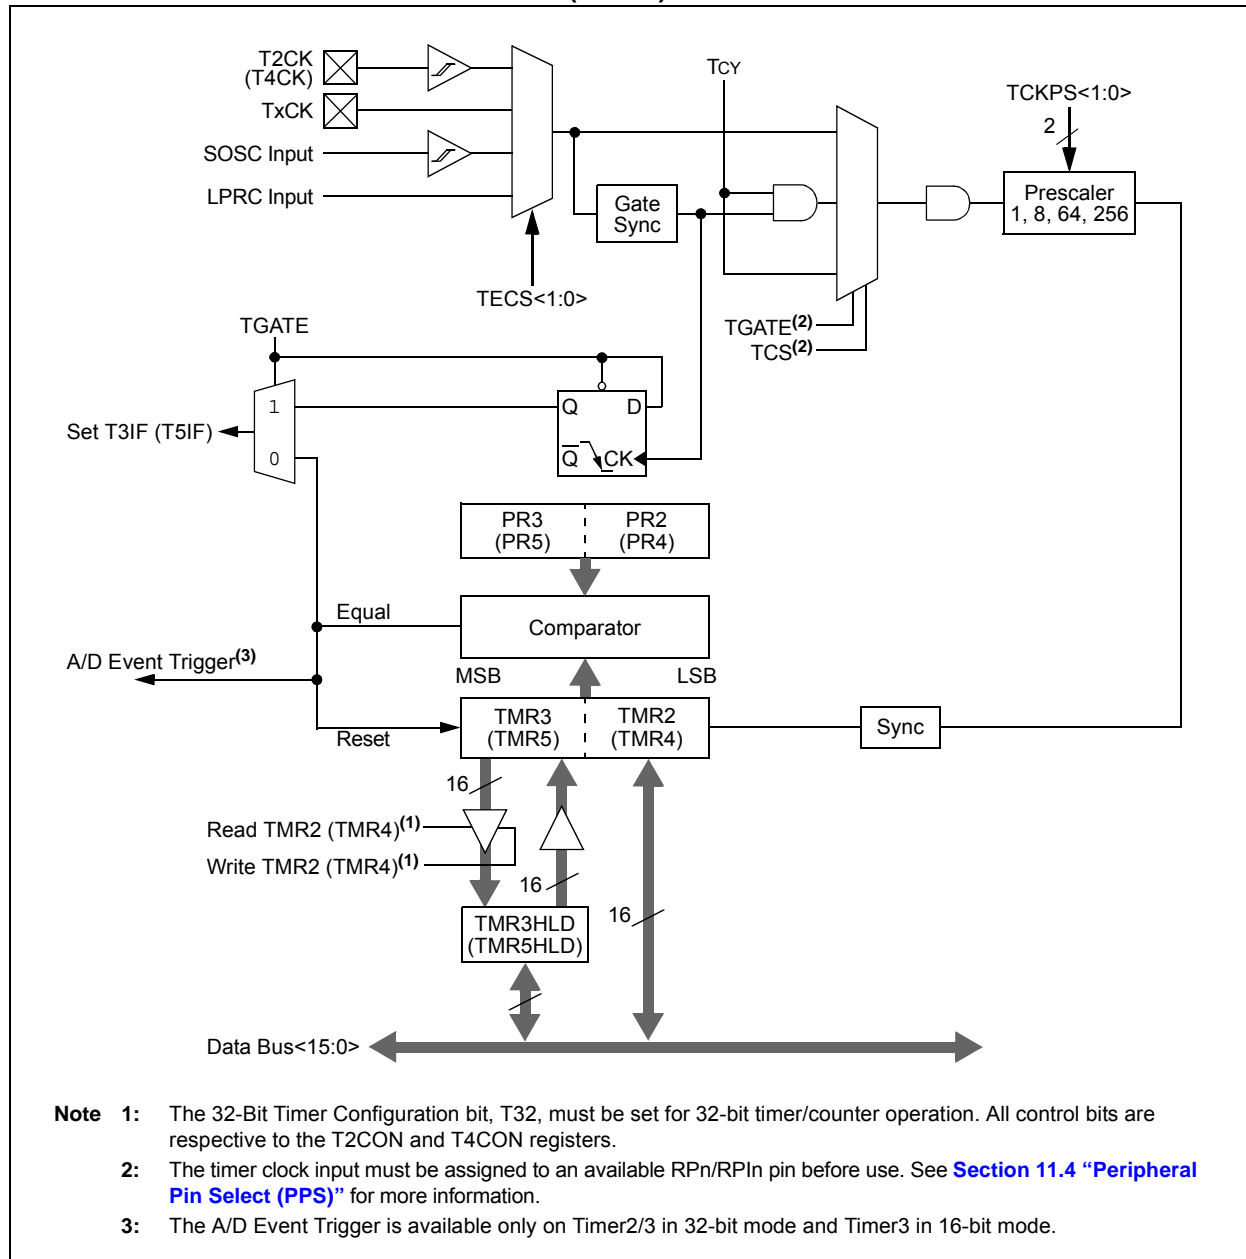 T2CK
(T4CK)
TCY
TCKPS<1:0>
TxCK
2
SOSC Input
LPRC Input
Gate
Sync
Prescaler
1, 8, 64, 256
TECS<1:0>
TGATE(2)
TCS(2)
TGATE
1
Q D
Set T3IF (T5IF)
0
Q CK
PR3
(PR5)
PR2
(PR4)
Equal
Comparator
A/D Event Trigger(3)
MSB LSB
TMR3
(TMR5)
TMR2
(TMR4)
Sync
Reset
16
Read TMR2 (TMR4)(1)
Write TMR2 (TMR4)(1)
16
16
TMR3HLD
(TMR5HLD)
Data Bus<15:0>
Note 1: The 32-Bit Timer Configuration bit, T32, must be set for 32-bit timer/counter operation. All control bits are
respective to the T2CON and T4CON registers.
2: The timer clock input must be assigned to an available RPn/RPIn pin before use. See Section 11.4 “Peripheral
Pin Select (PPS)” for more information.
3: The A/D Event Trigger is available only on Timer2/3 in 32-bit mode and Timer3 in 16-bit mode.